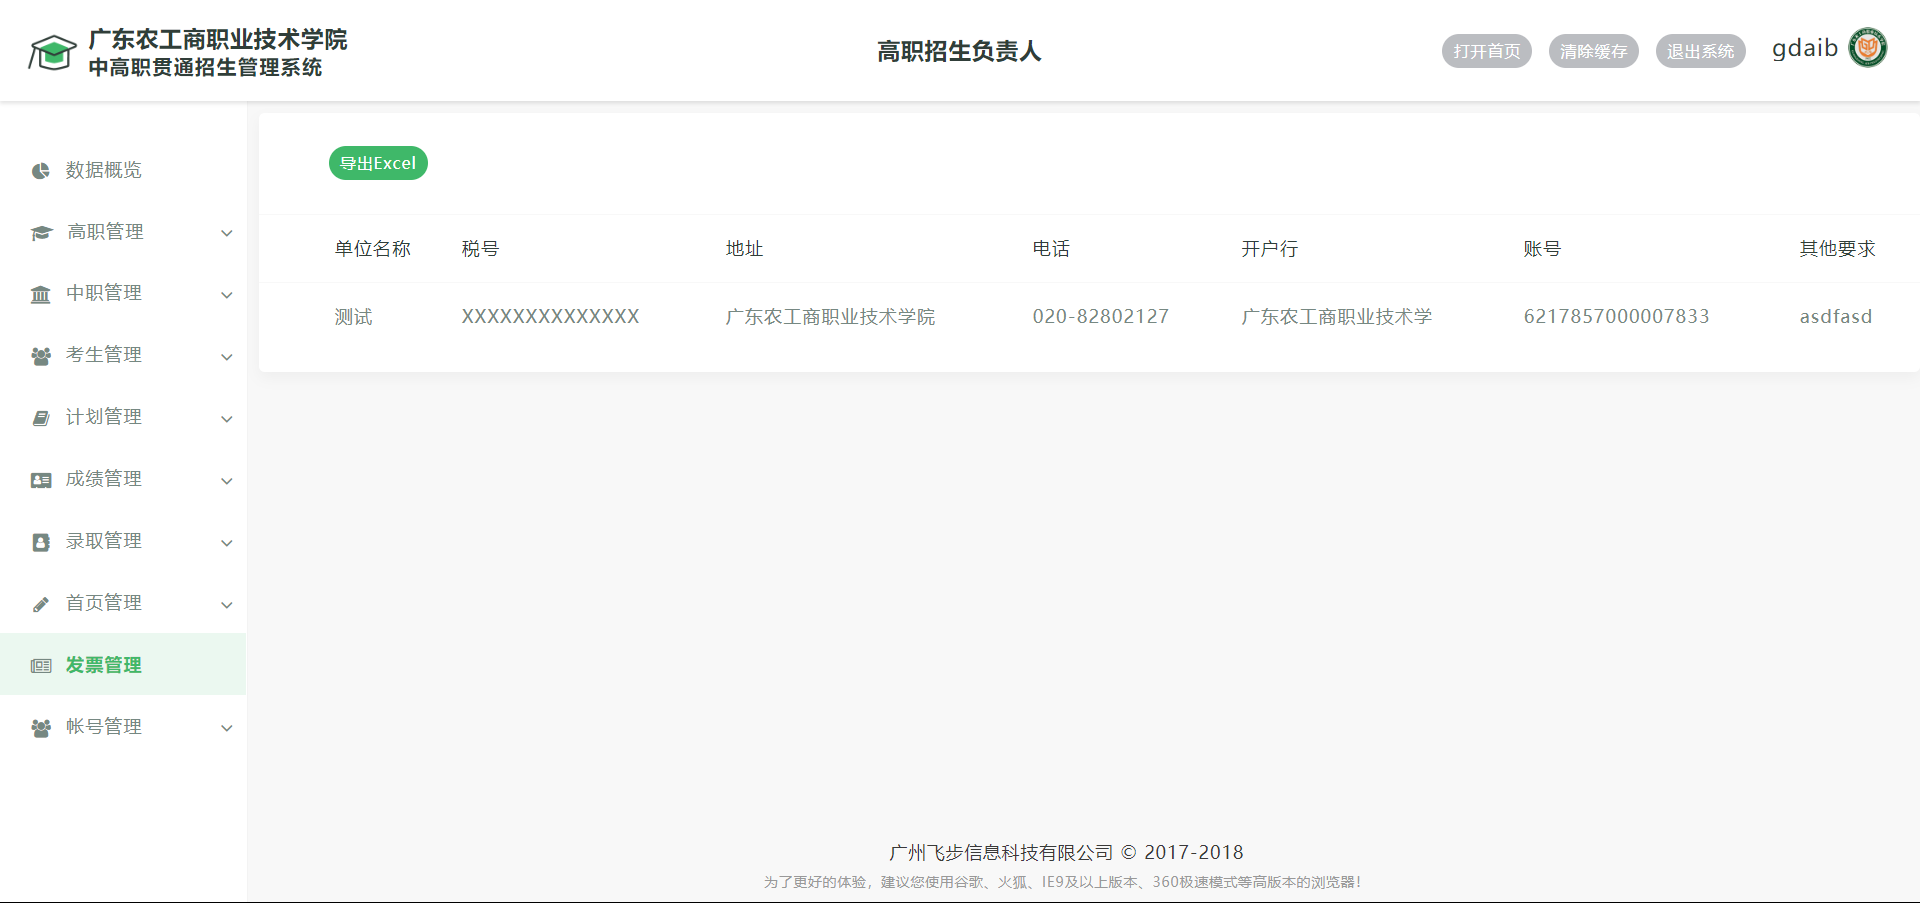 广东农工商职业技术学院
中高职贯通招生管理系统
高职招生负责人
打开首页
清除缓存
退出系统
gdaib
数据概览
高职管理
中职管理
考生管理
计划管理
成绩管理
录取管理
首页管理
发票管理
帐号管理
导出Excel
单位名称 税号 地址 电话 开户行 账号 其他要求
测试 XXXXXXXXXXXXXX 广东农工商职业技术学院 020-82802127 广东农工商职业技术学 6217857000007833 asdfasd
广州飞步信息科技有限公司 © 2017-2018
为了更好的体验，建议您使用谷歌、火狐、IE9及以上版本、360极速模式等高版本的浏览器！